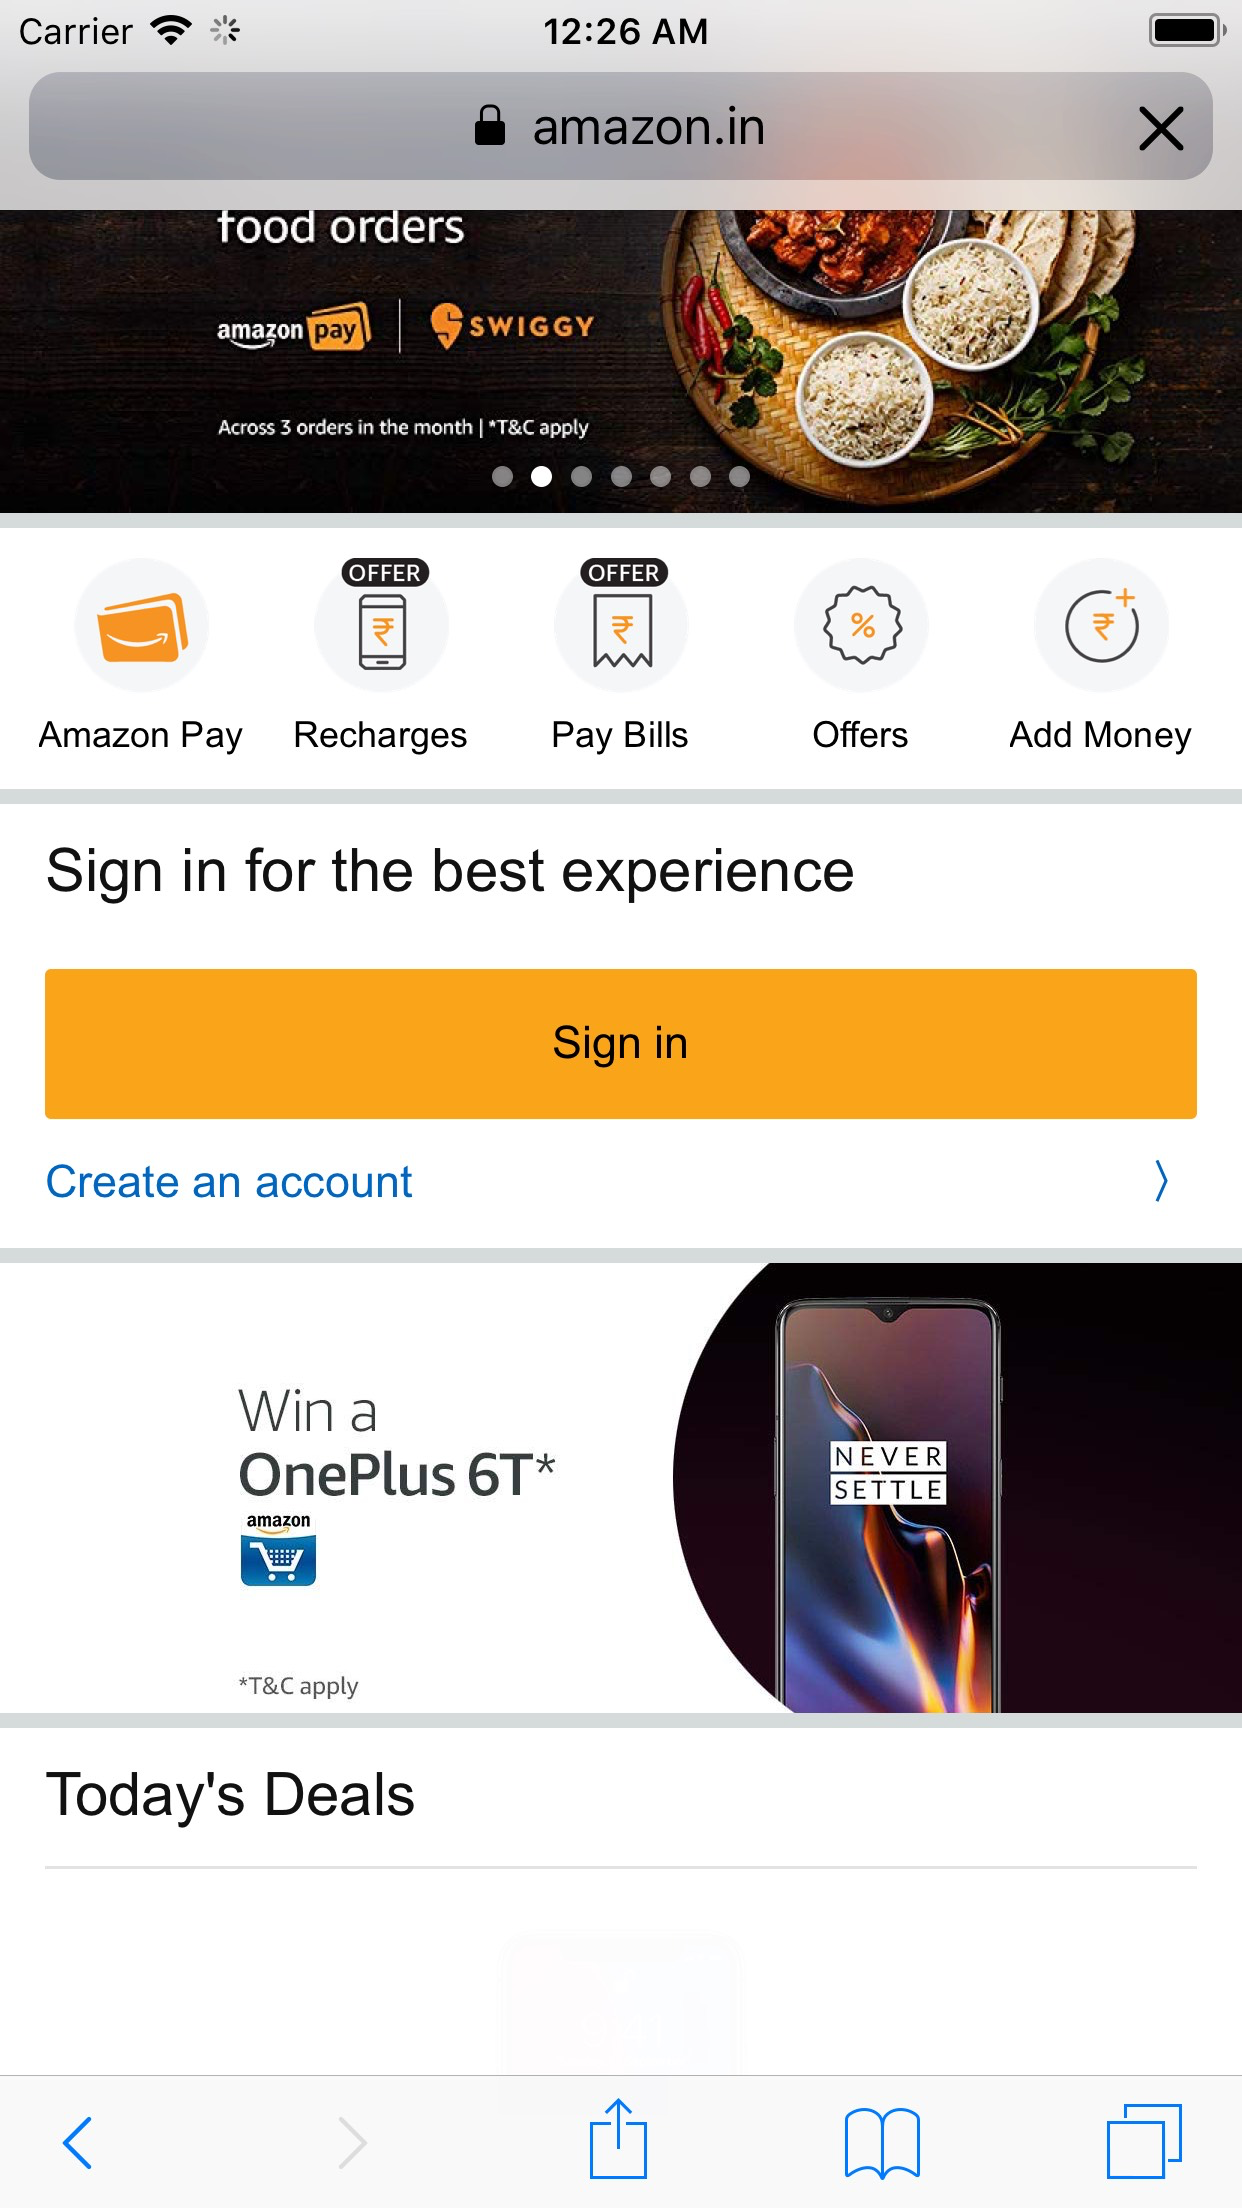 Carrier 12:26 AM
amazon.in
food orders
amazon pay | SWIGGY
Across 3 orders in the month | *T&C apply
OFFER OFFER
Amazon Pay Recharges Pay Bills Offers Add Money
Sign in for the best experience
Sign in
Create an account
Win a
OnePlus 6T*
amazon
*T&C apply
NEVER
SETTLE
Today's Deals